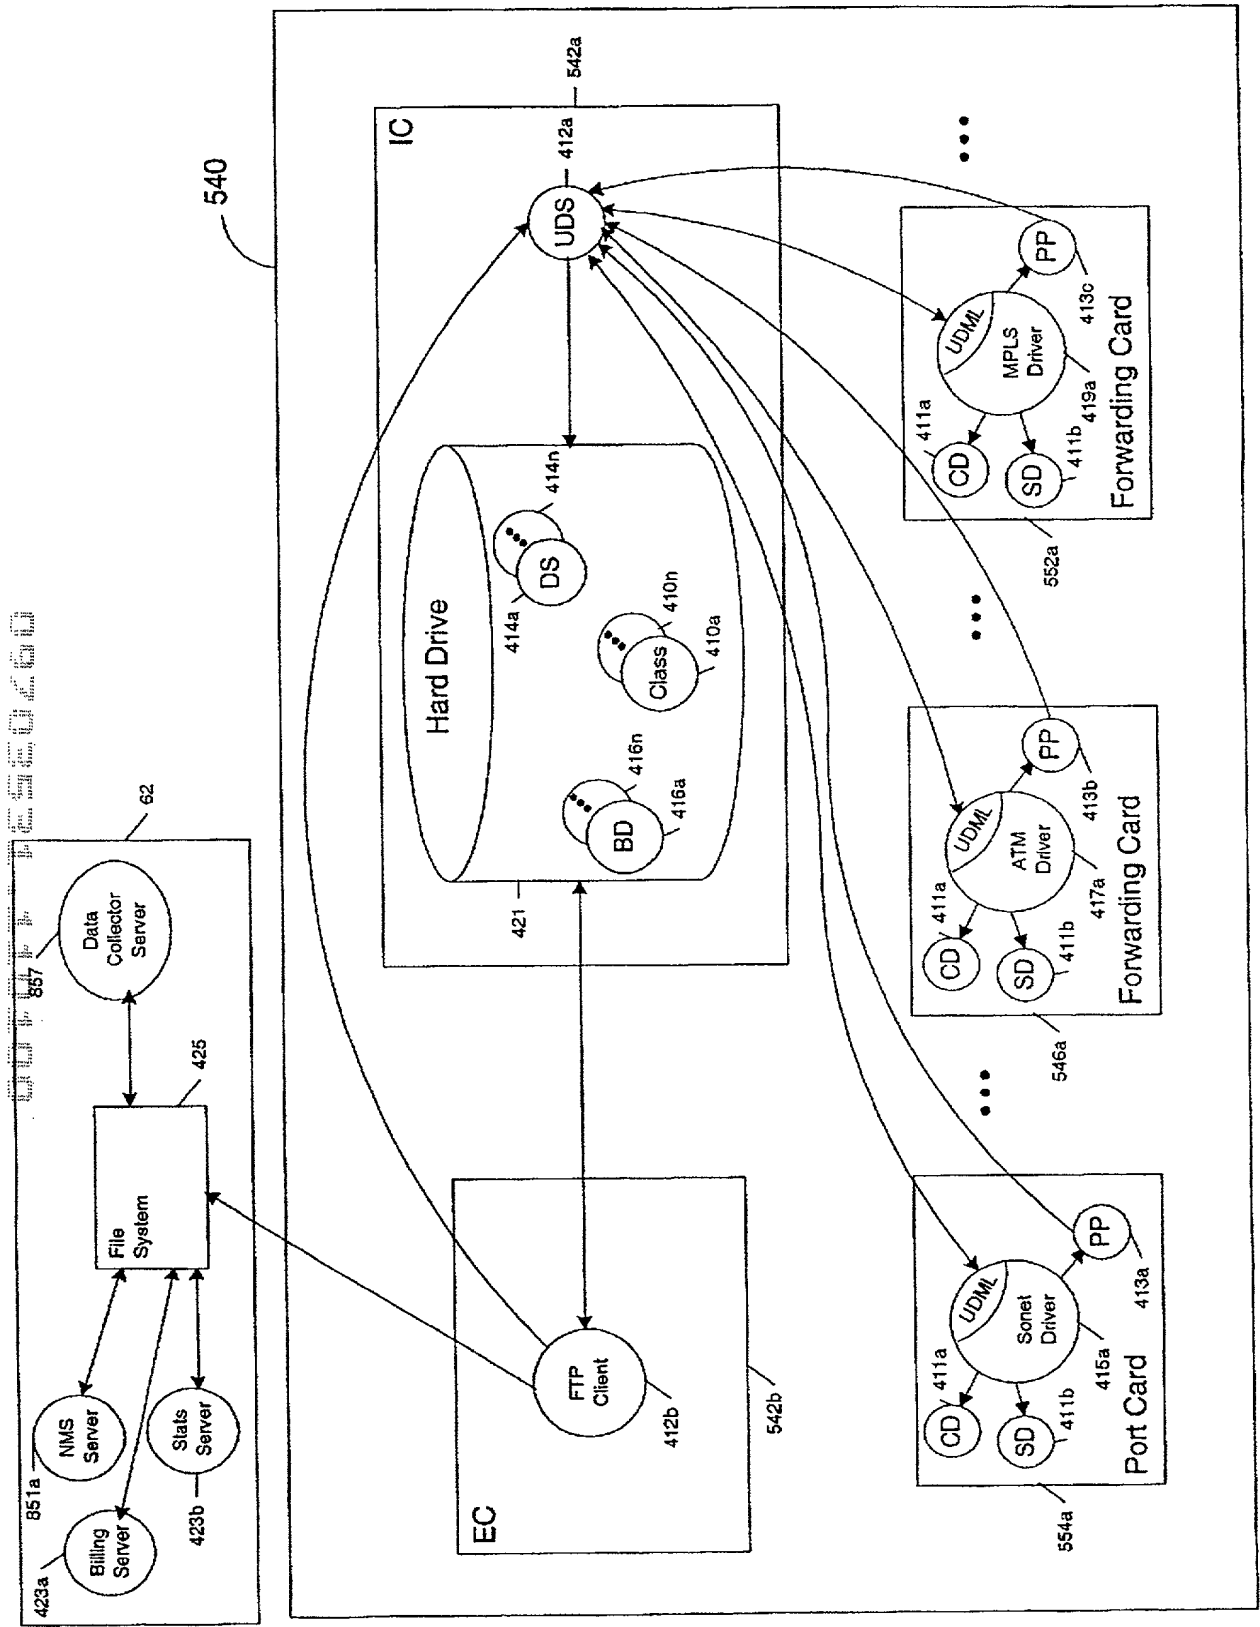 62
857
Data
Collector
Server
425
File
System
851a
NMS
Server
423a
Billing
Server
Stats
Server
423b
540
542a
IC
412a
UDS
Hard Drive
414n
414a
DS
410n
Class
410a
416n
BD
416a
421
EC
FTP
Client
412b
542b
554a
Port Card
411a
CD
SD
411b
UDML
Sonet
Driver
415a
PP
413a
546a
Forwarding Card
411a
CD
SD
411b
UDML
ATM
Driver
417a
PP
413b
552a
Forwarding Card
411a
CD
SD
411b
UDML
MPLS
Driver
419a
PP
413c